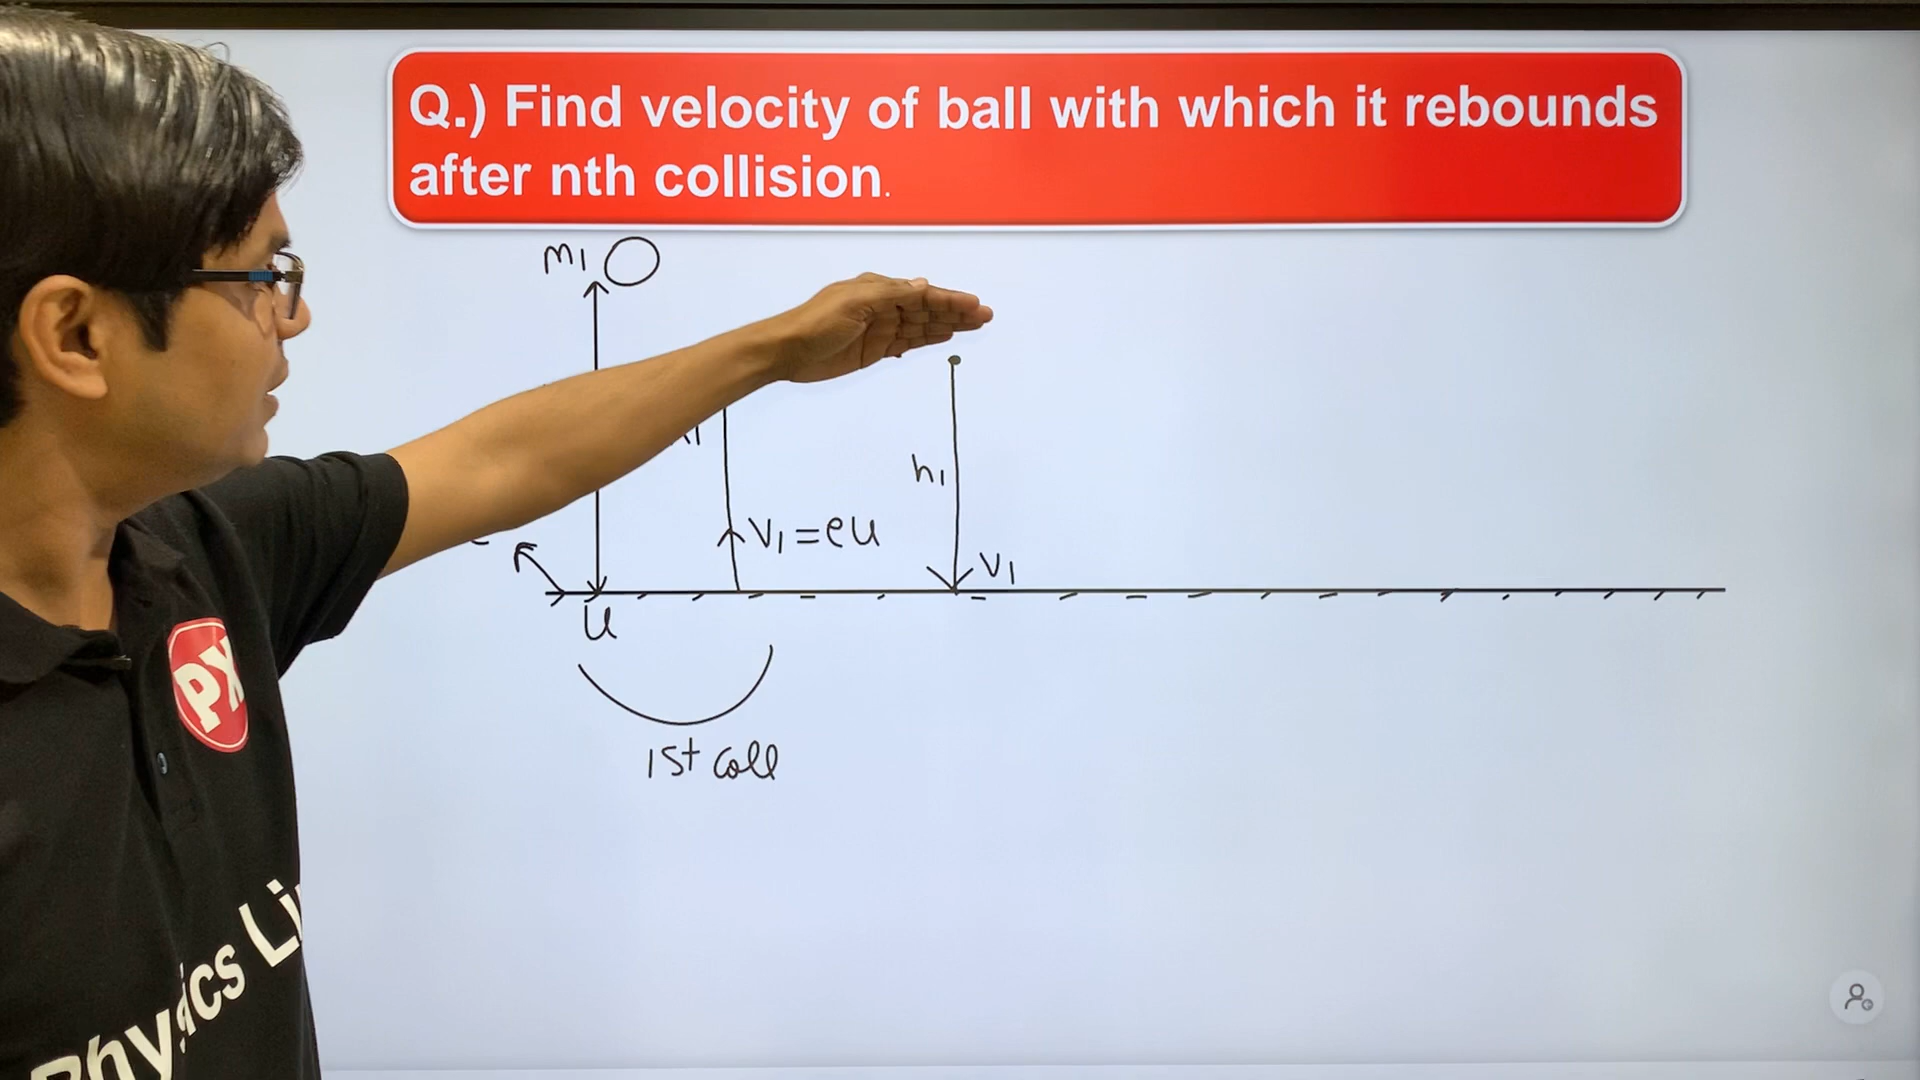 Q.) Find velocity of ball with which it rebounds
after nth collision.
m1
h1
V1 = eu
V1
u
1st coll
PX
Physics Li